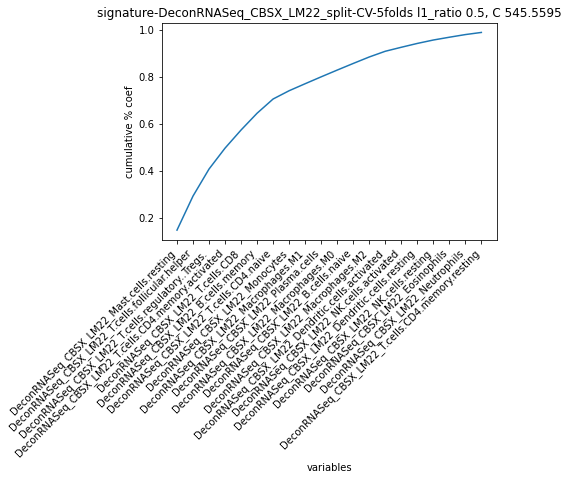 signature-DeconRNASeq_CBSX_LM22_split-CV-5folds l1_ratio 0.5, C 545.5595
cumulative % coef
1.0
0.8
0.6
0.4
0.2
DeconRNASeq_CBSX_LM22_Mast.cells.resting
DeconRNASeq_CBSX_LM22_T.cells.follicular.helper
DeconRNASeq_CBSX_LM22_T.cells.regulatory..Tregs.
DeconRNASeq_CBSX_LM22_T.cells.CD4.memory.activated
DeconRNASeq_CBSX_LM22_T.cells.CD8
DeconRNASeq_CBSX_LM22_B.cells.memory
DeconRNASeq_CBSX_LM22_T.cells.CD4.naive
DeconRNASeq_CBSX_LM22_Monocytes
DeconRNASeq_CBSX_LM22_Macrophages.M1
DeconRNASeq_CBSX_LM22_Plasma.cells
DeconRNASeq_CBSX_LM22_Macrophages.M0
DeconRNASeq_CBSX_LM22_B.cells.naive
DeconRNASeq_CBSX_LM22_Macrophages.M2
DeconRNASeq_CBSX_LM22_Dendritic.cells.activated
DeconRNASeq_CBSX_LM22_NK.cells.activated
DeconRNASeq_CBSX_LM22_Dendritic.cells.resting
DeconRNASeq_CBSX_LM22_NK.cells.resting
DeconRNASeq_CBSX_LM22_Eosinophils
DeconRNASeq_CBSX_LM22_Neutrophils
DeconRNASeq_CBSX_LM22_T.cells.CD4.memory.resting
variables